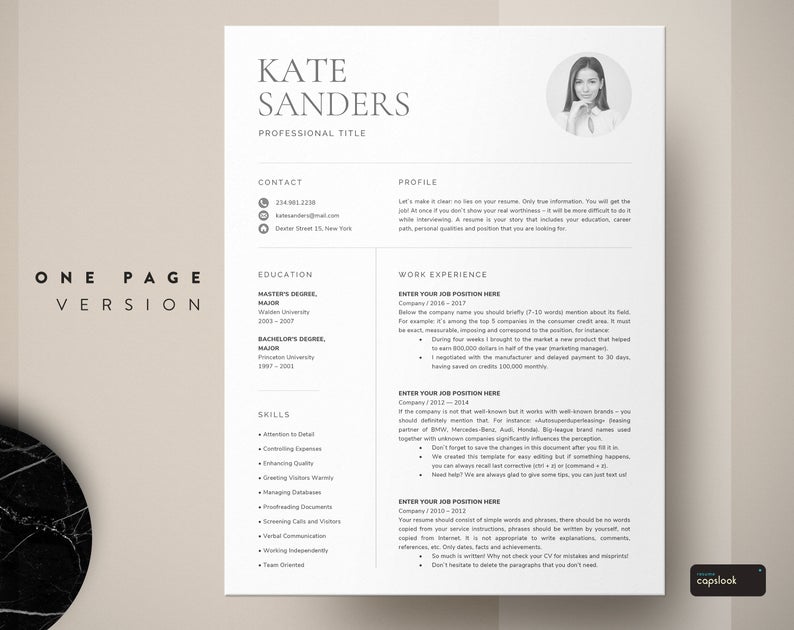 ONE PAGE
VERSION
KATE
SANDERS
PROFESSIONAL TITLE
CONTACT
234.981.2238
katesanders@mail.com
Dexter Street 15, New York
PROFILE
Let`s make it clear: no lies on your resume. Only true information. You will get the
job! At once if you don`t show your real worthiness – it will be more difficult to do it
while interviewing. A resume is your story that includes your education, career
path, personal qualities and position that you are looking for.
EDUCATION
MASTER'S DEGREE,
MAJOR
Walden University
2003 – 2007
BACHELOR'S DEGREE,
MAJOR
Princeton University
1997 – 2001
SKILLS
• Attention to Detail
• Controlling Expenses
• Enhancing Quality
• Greeting Visitors Warmly
• Managing Databases
• Proofreading Documents
• Screening Calls and Visitors
• Verbal Communication
• Working Independently
• Team Oriented
WORK EXPERIENCE
ENTER YOUR JOB POSITION HERE
Company / 2016 – 2017
Below the company name you should briefly (7-10 words) mention about its field.
For example: it`s among the top 5 companies in the consumer credit area. It must
be exact, measurable, imposing and correspond to the position, for instance:
• During four weeks I brought to the market a new product that helped
to earn 800,000 dollars in half of the year (marketing manager).
• I negotiated with the manufacturer and delayed payment to 30 days,
having saved on credits 100,000 monthly.
ENTER YOUR JOB POSITION HERE
Company / 2012 — 2014
If the company is not that well-known but it works with well-known brands – you
should definitely mention that. For instance: «Autosuperduperleasing» (leasing
partner of BMW, Mercedes-Benz, Audi, Honda). Big-league brand names used
together with unknown companies significantly influences the perception.
• Don`t forget to save the changes in this document after you fill it in.
• We created this template for easy editing but if something happens,
you can always recall last corrective (ctrl + z) or (command + z).
• Need help? We are always glad to give some tips, you can just text us!
ENTER YOUR JOB POSITION HERE
Company / 2010 – 2012
Your resume should consist of simple words and phrases, there should be no words
copied from your service instructions, phrases should be written by yourself, not
copied from Internet. It is not appropriate to write explanations, comments,
references, etc. Only dates, facts and achievements.
• So much is written! Why not check your CV for mistakes and misprints!
• Don`t hesitate to delete the paragraphs that you don`t need.
resume
capslook